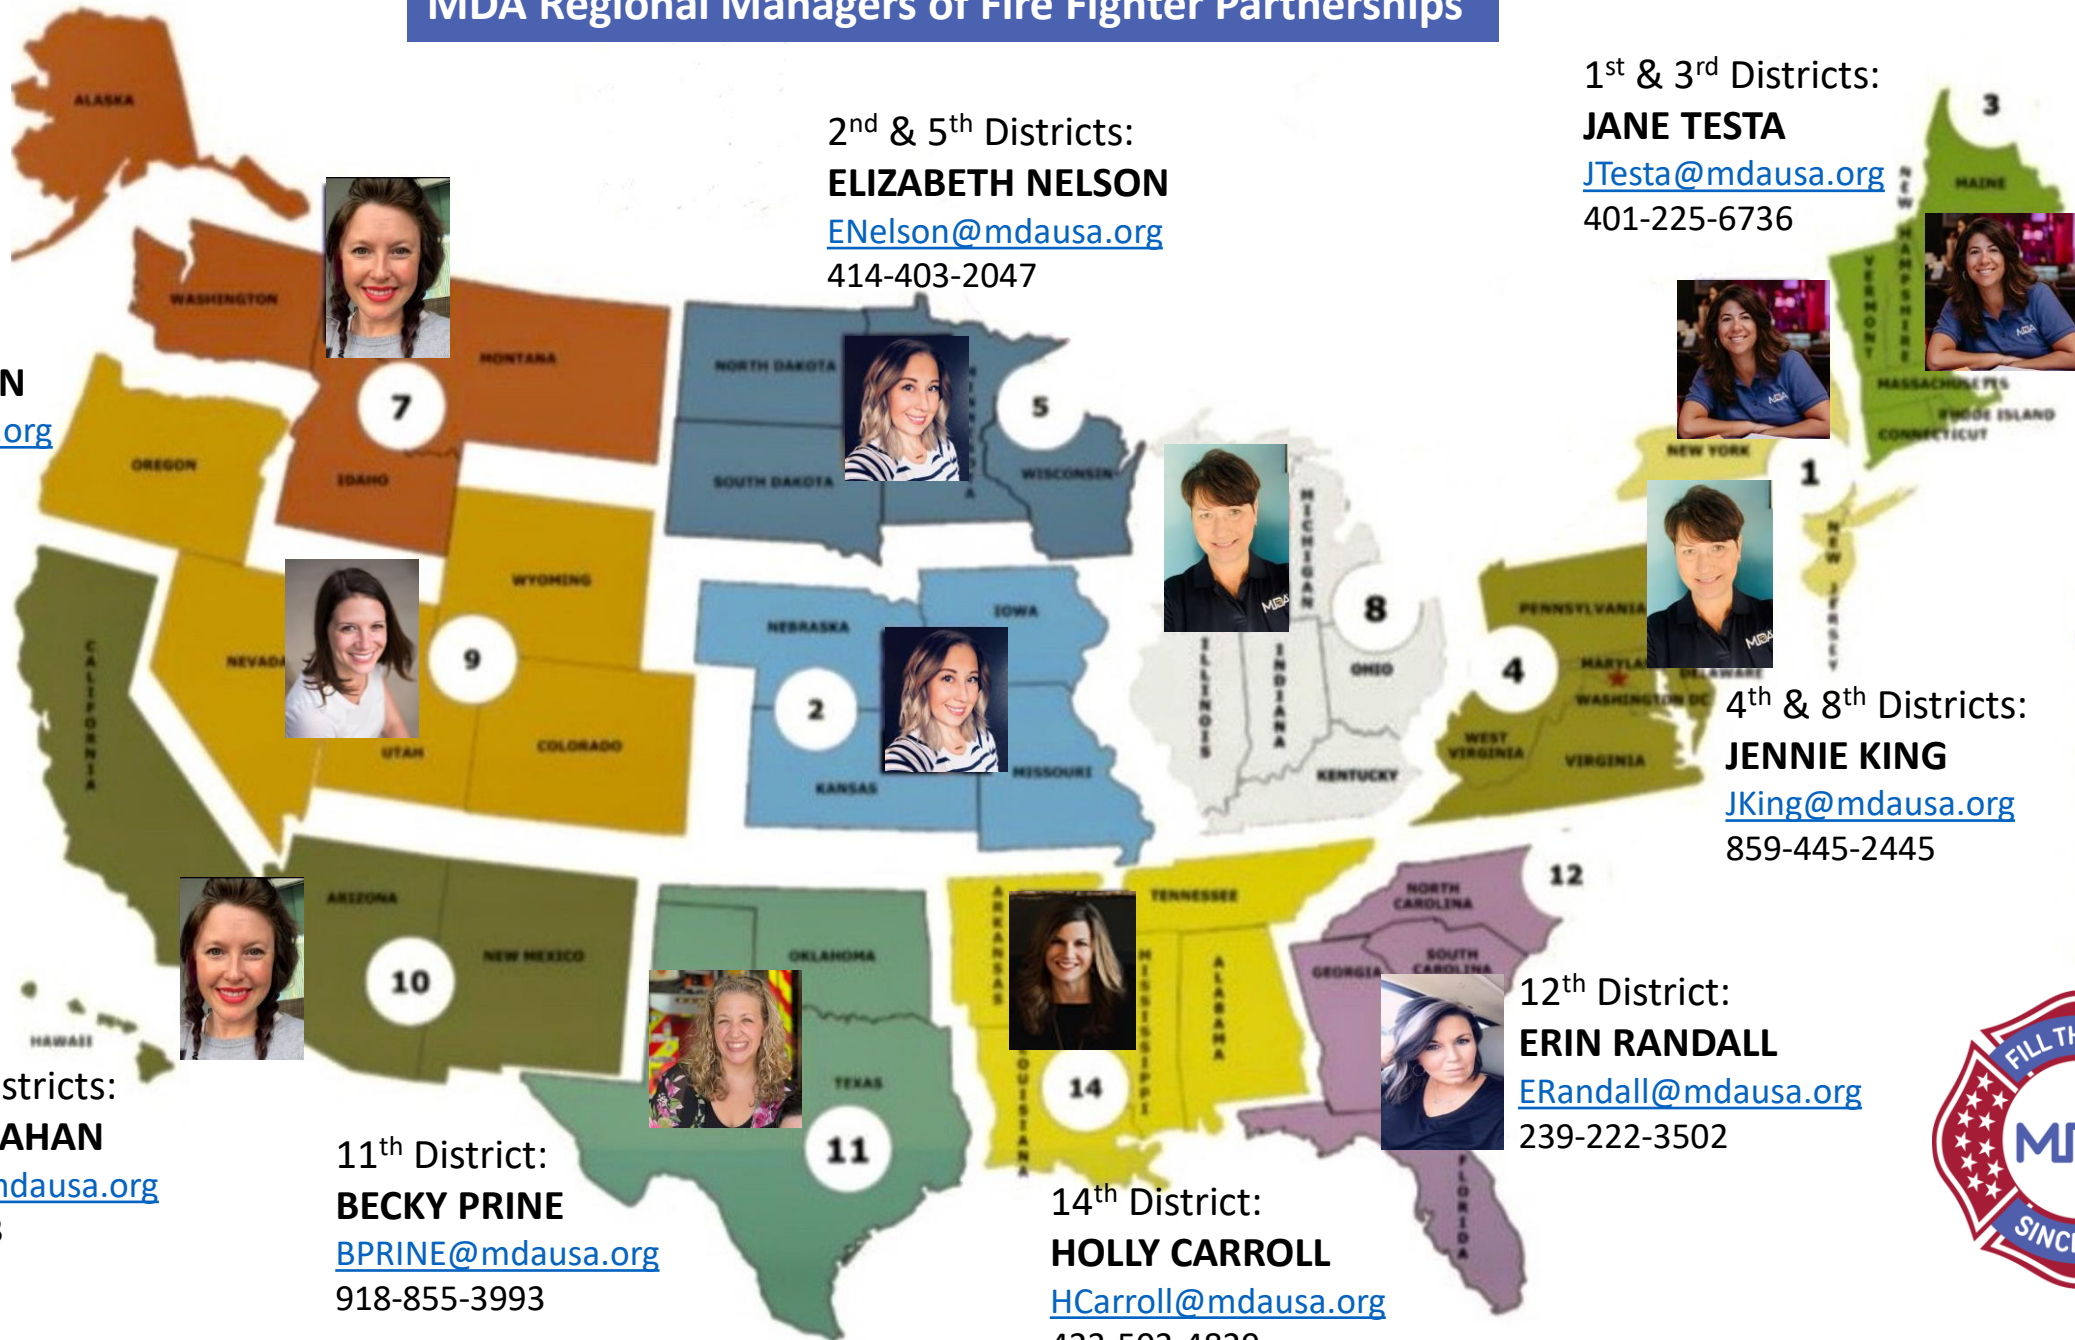 MDA Regional Managers of Fire Fighter Partnerships
1st & 3rd Districts:
JANE TESTA
JTesta@mdausa.org
401-225-6736
2nd & 5th Districts:
ELIZABETH NELSON
ENelson@mdausa.org
414-403-2047
ALASKA
WASHINGTON
MONTANA
7
IDAHO
N
.org
OREGON
NORTH DAKOTA
SOUTH DAKOTA
5
WISCONSIN
3
MAINE
NEW HAMPSHIRE
VERMONT
MASSACHUSETTS
RHODE ISLAND
CONNECTICUT
NEW YORK
1
NEW JERSEY
CALIFORNIA
NEVADA
WYOMING
9
UTAH
COLORADO
NEBRASKA
IOWA
2
KANSAS
MISSOURI
MICHIGAN
8
ILLINOIS
INDIANA
OHIO
KENTUCKY
MDA
PENNSYLVANIA
4
DELAWARE
WASHINGTON DC
WEST VIRGINIA
VIRGINIA
4th & 8th Districts:
JENNIE KING
JKing@mdausa.org
859-445-2445
ARIZONA
NEW MEXICO
10
HAWAII
OKLAHOMA
TEXAS
11
ARKANSAS
TENNESSEE
MISSISSIPPI
ALABAMA
14
NORTH CAROLINA
12
SOUTH CAROLINA
GEORGIA
FLORIDA
stricts:
AHAN
mdausa.org
11th District:
BECKY PRINE
BPRINE@mdausa.org
918-855-3993
14th District:
HOLLY CARROLL
HCarroll@mdausa.org
12th District:
ERIN RANDALL
ERandall@mdausa.org
239-222-3502
FILL TH
SINC